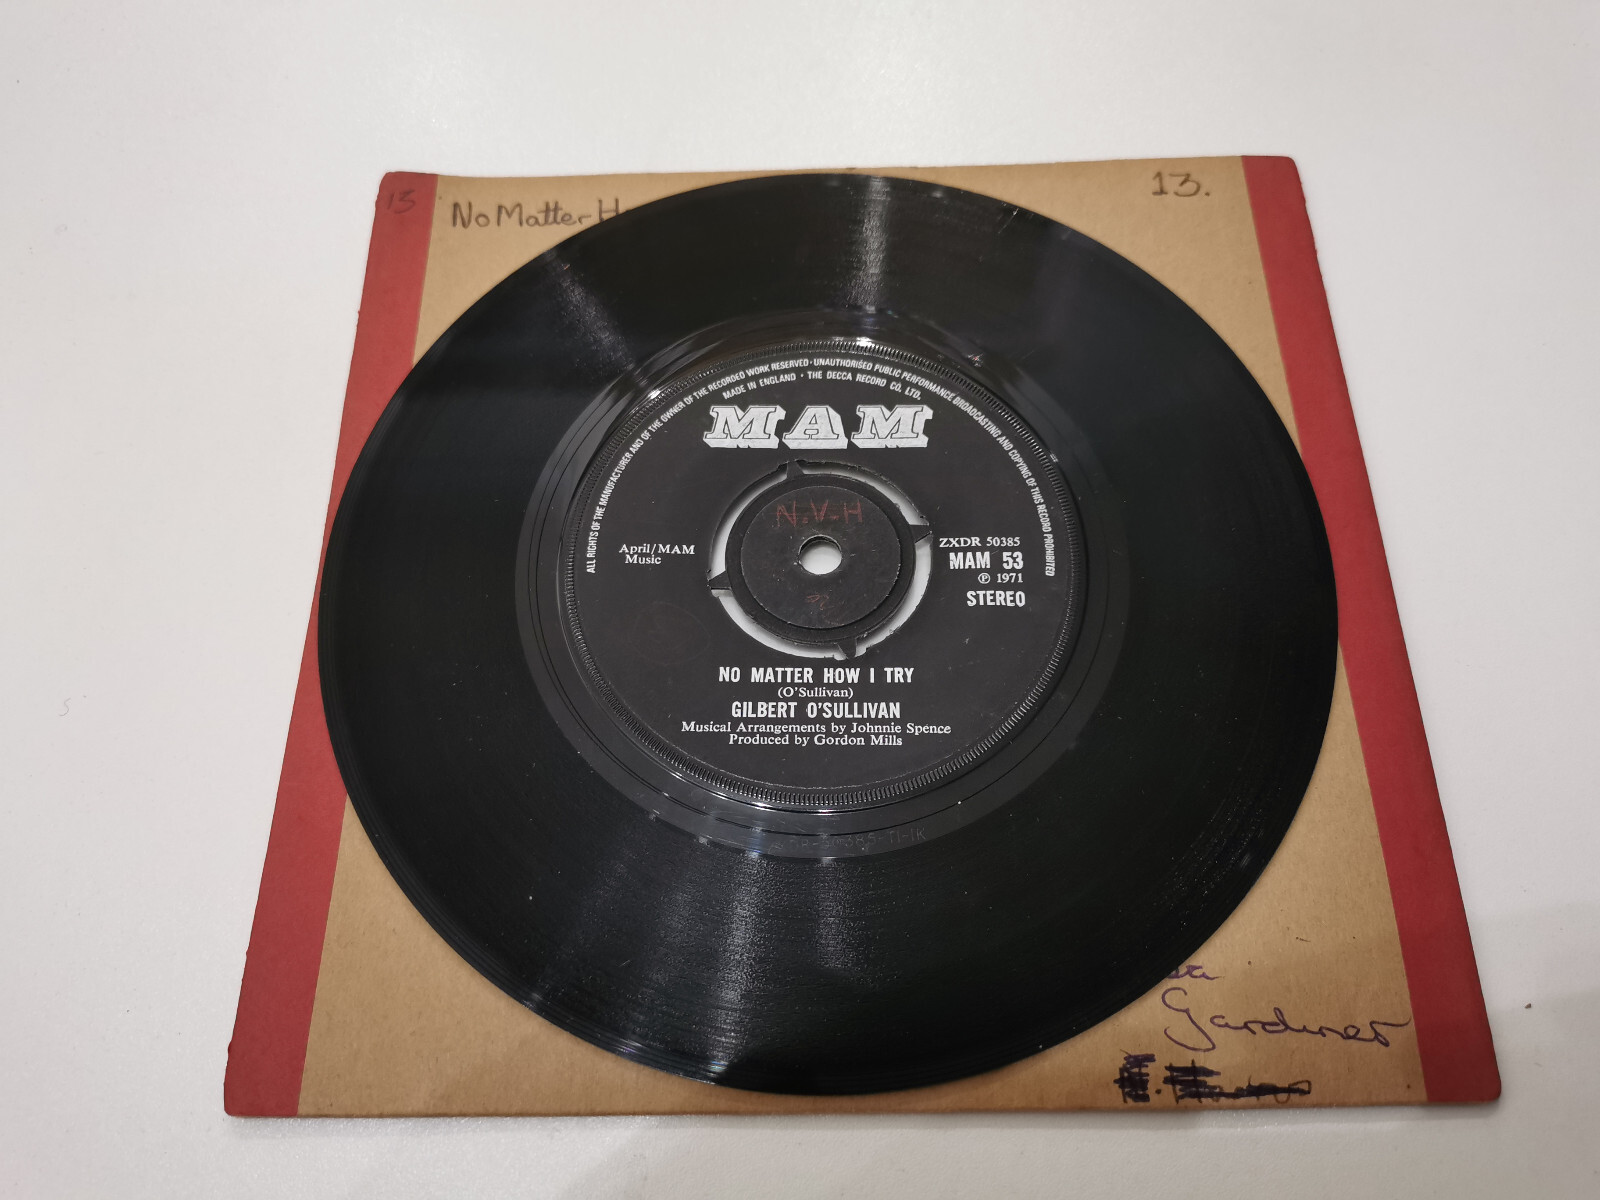 13
No Matter H
13.
ALL RIGHTS OF THE MANUFACTURER AND OF THE OWNER OF THE RECORDED WORK RESERVED · UNAUTHORISED PUBLIC PERFORMANCE BROADCASTING AND COPYING OF THIS RECORD PROHIBITED
MADE IN ENGLAND · THE DECCA RECORD CO. LTD.
MAM
N.V.H
April/MAM
Music
ZXDR 50385
MAM 53
℗ 1971
STEREO
NO MATTER HOW I TRY
(O'Sullivan)
GILBERT O'SULLIVAN
Musical Arrangements by Johnnie Spence
Produced by Gordon Mills
Gardiner